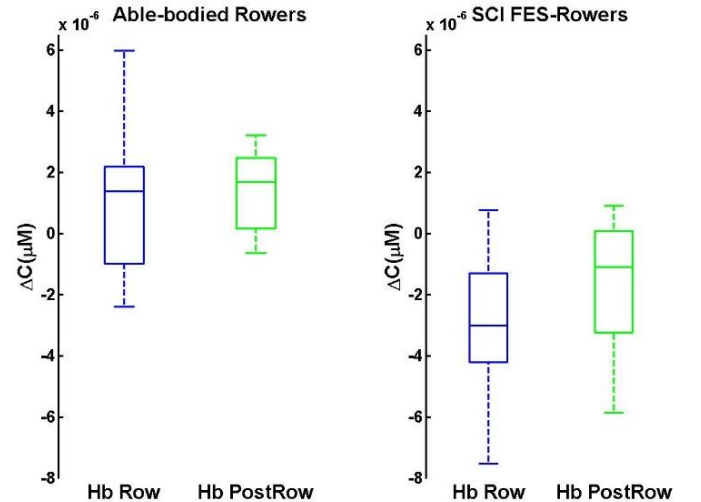 Able-bodied Rowers
x 10⁻⁶
6
4
2
0
-2
-4
-6
-8
ΔC(μM)
Hb Row Hb PostRow
SCI FES-Rowers
x 10⁻⁶
6
4
2
0
-2
-4
-6
-8
ΔC(μM)
Hb Row Hb PostRow